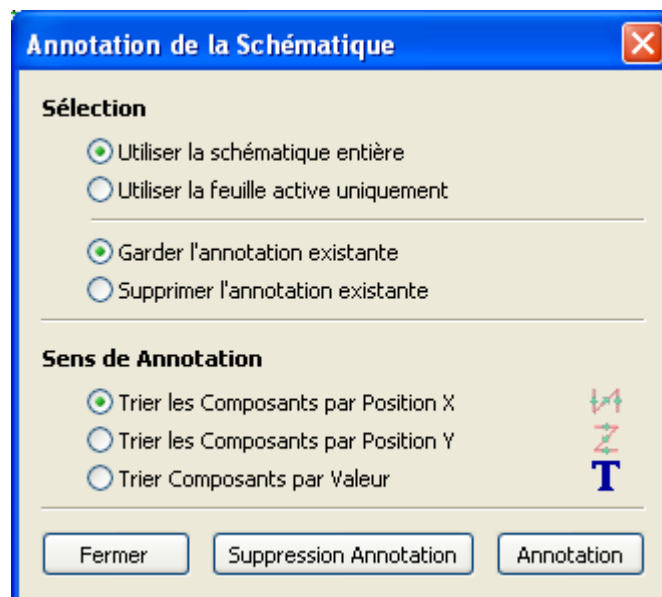 Annotation de la Schématique
Sélection
Utiliser la schématique entière
Utiliser la feuille active uniquement
Garder l'annotation existante
Supprimer l'annotation existante
Sens de Annotation
Trier les Composants par Position X
Trier les Composants par Position Y
Trier Composants par Valeur T
Fermer Suppression Annotation Annotation